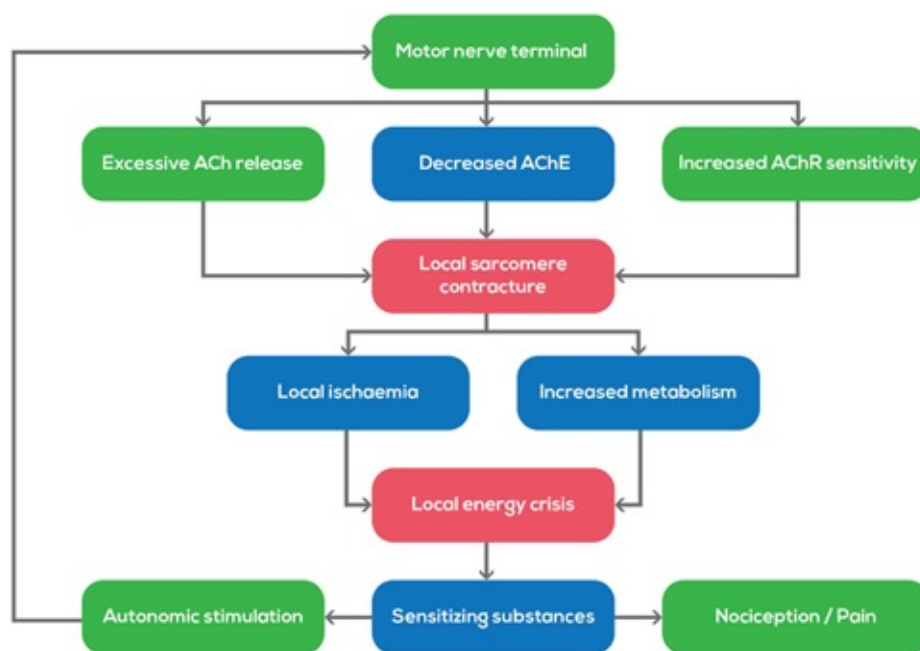 Motor nerve terminal
Excessive ACh release
Decreased AChE
Increased AChR sensitivity
Local sarcomere
contracture
Local ischaemia
Increased metabolism
Local energy crisis
Autonomic stimulation
Sensitizing substances
Nociception / Pain